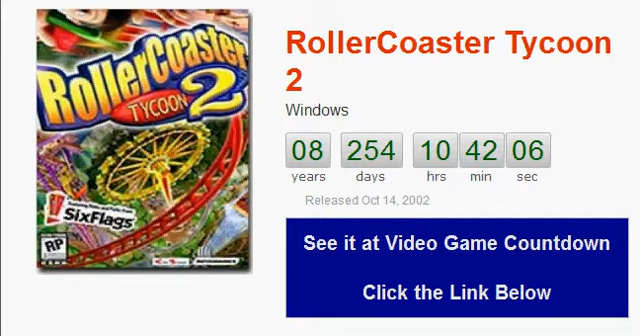 RollerCoaster
TYCOON 2
SixFlags
RP
RollerCoaster Tycoon
2
Windows
08 254 10 42 06
years days hrs min sec
Released Oct 14, 2002
See it at Video Game Countdown
Click the Link Below